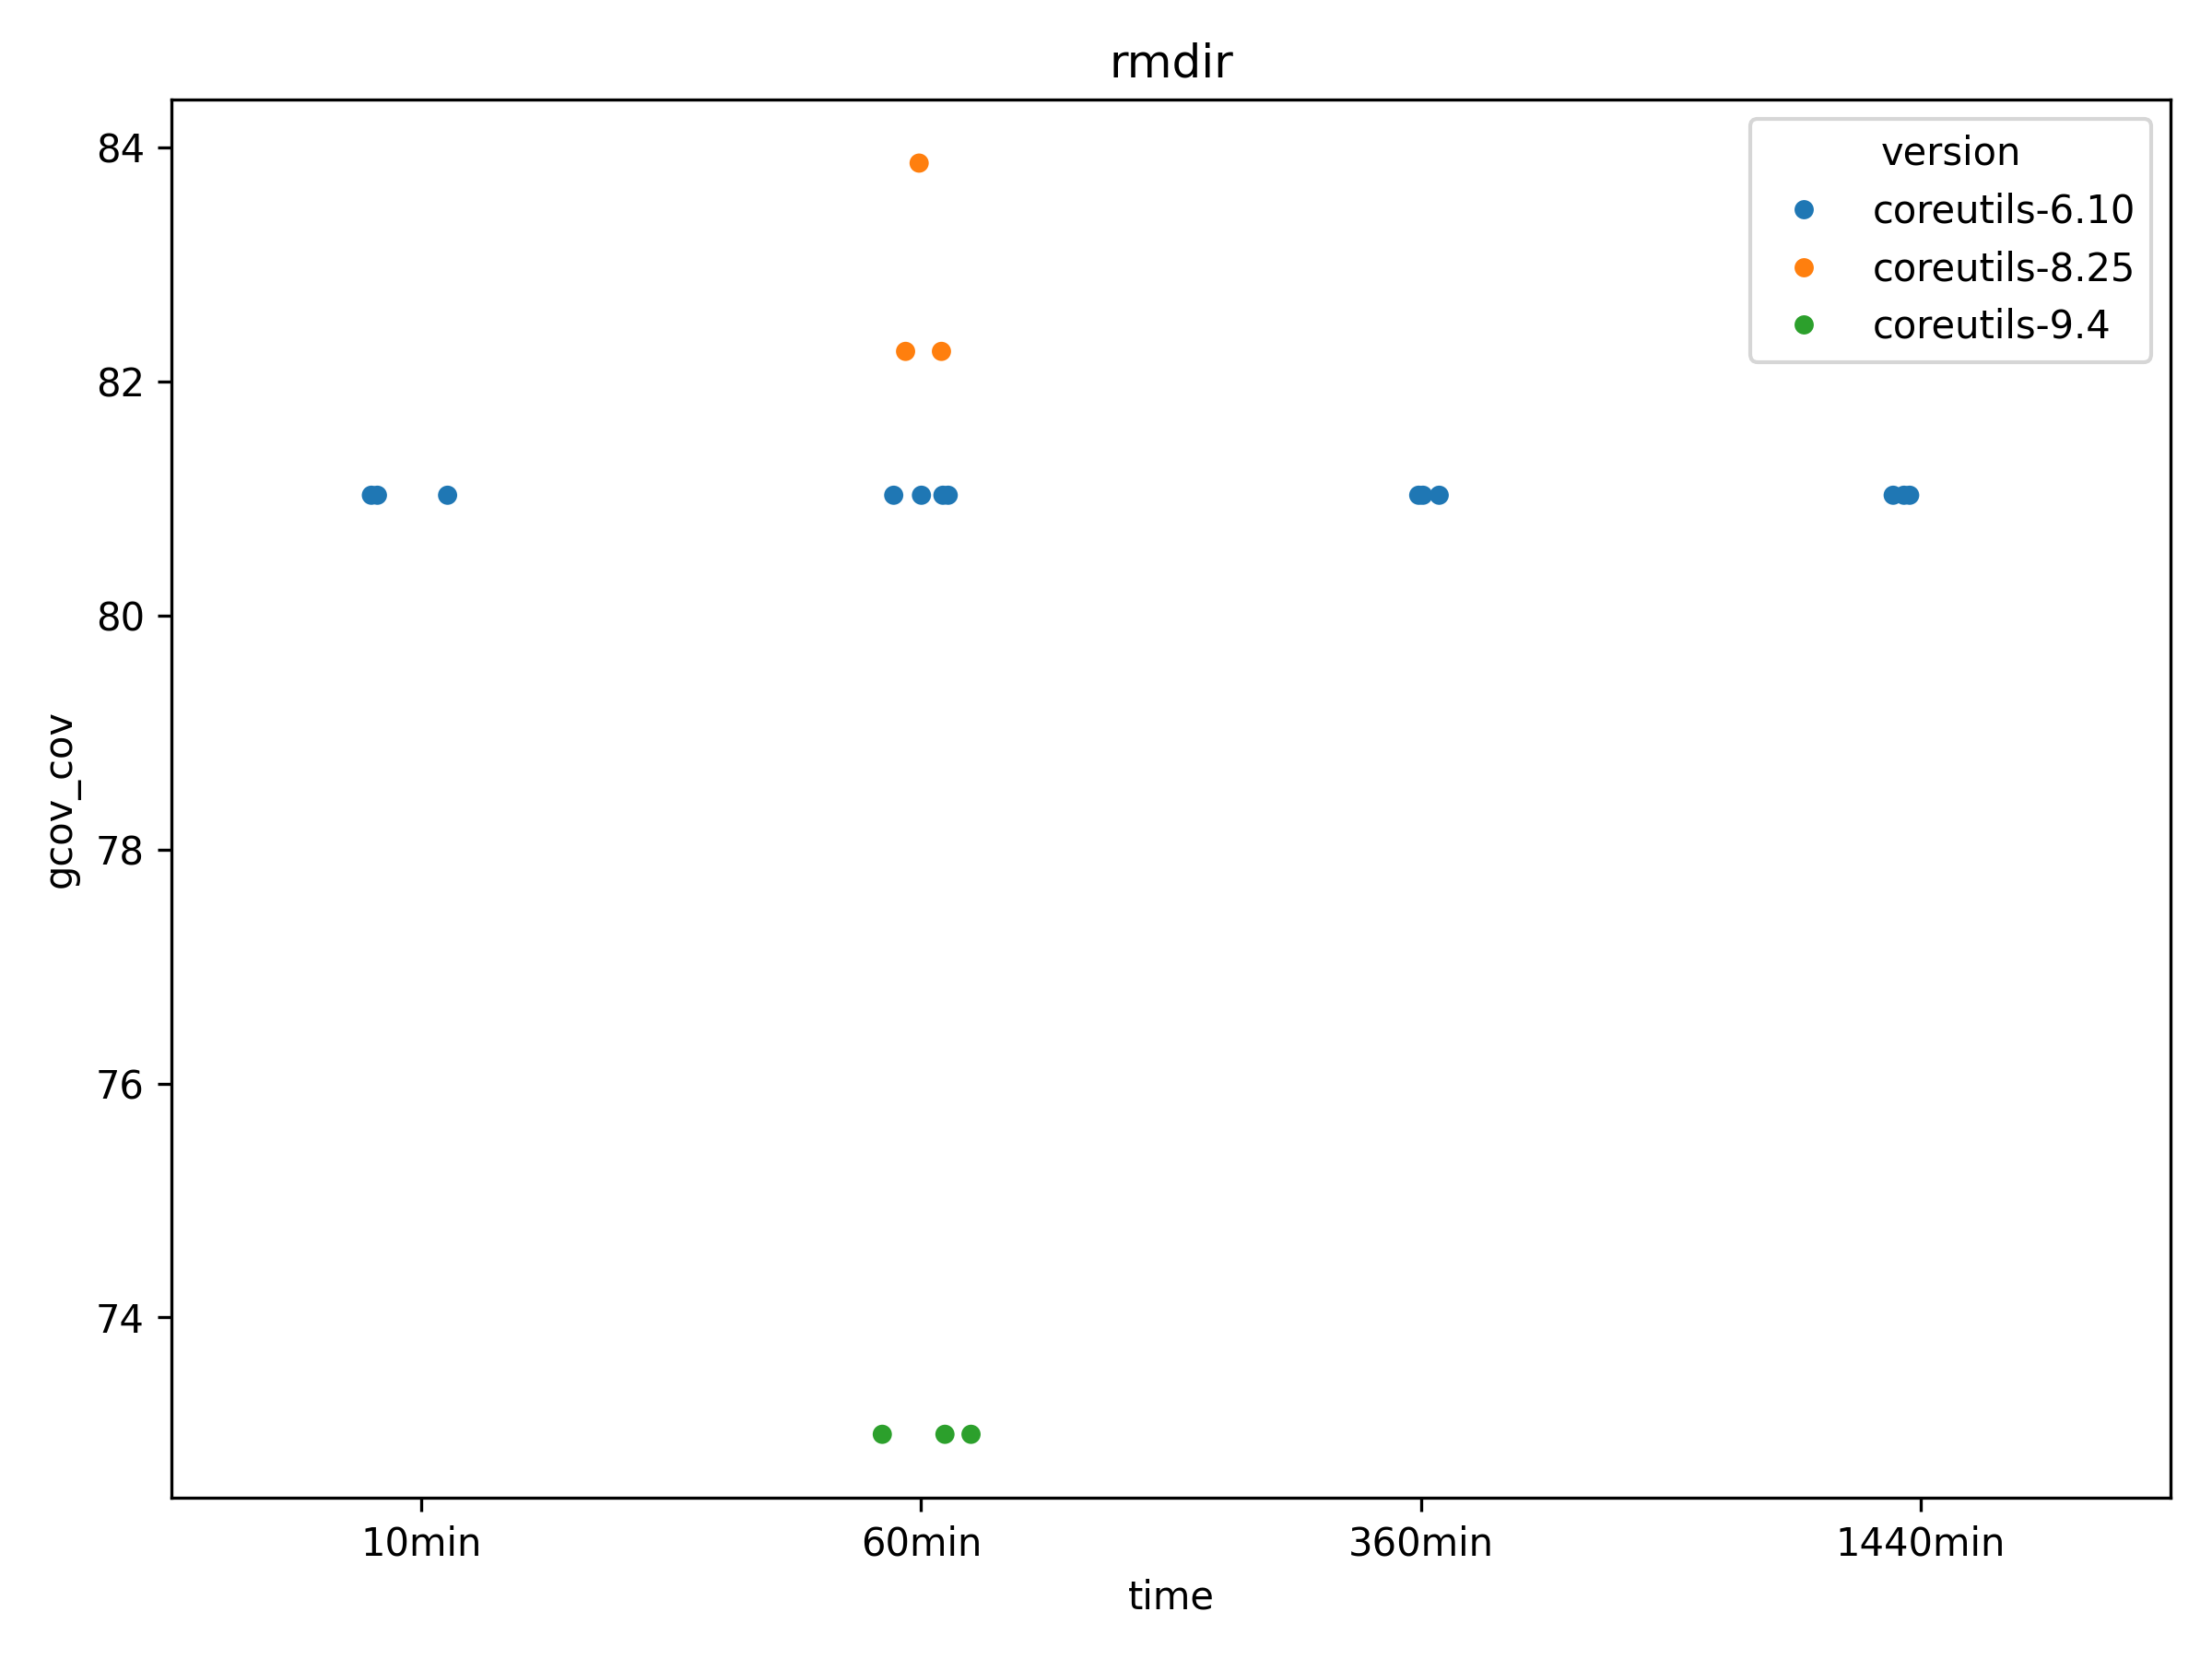 rmdir
version
coreutils-6.10
coreutils-8.25
coreutils-9.4
gcov_cov
84
82
80
78
76
74
10min 60min 360min 1440min
time